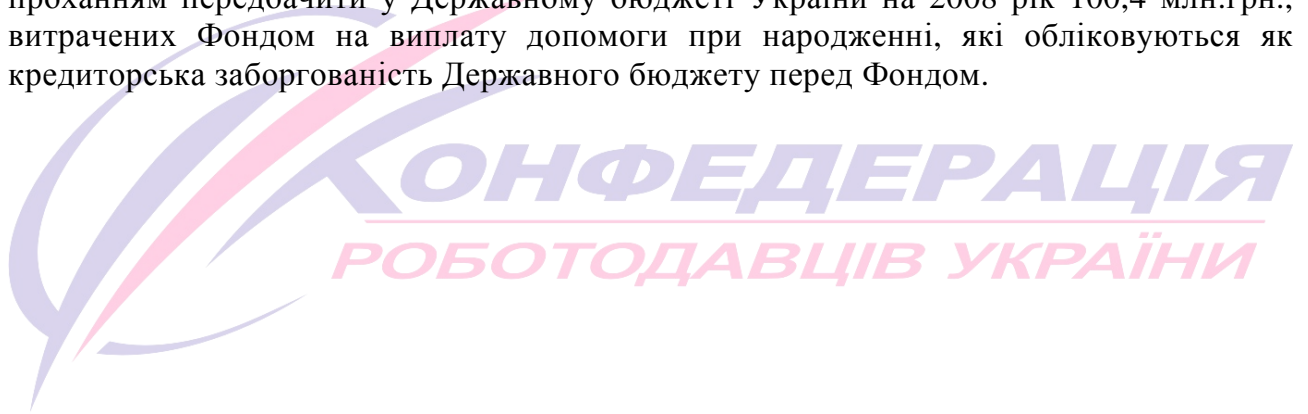 проханням передбачити у Державному бюджеті України на 2008 рік 100,4 млн.грн.,
витрачених Фондом на виплату допомоги при народженні, які обліковуються як
кредиторська заборгованість Державного бюджету перед Фондом.
КОНФЕДЕРАЦІЯ
РОБОТОДАВЦІВ УКРАЇНИ